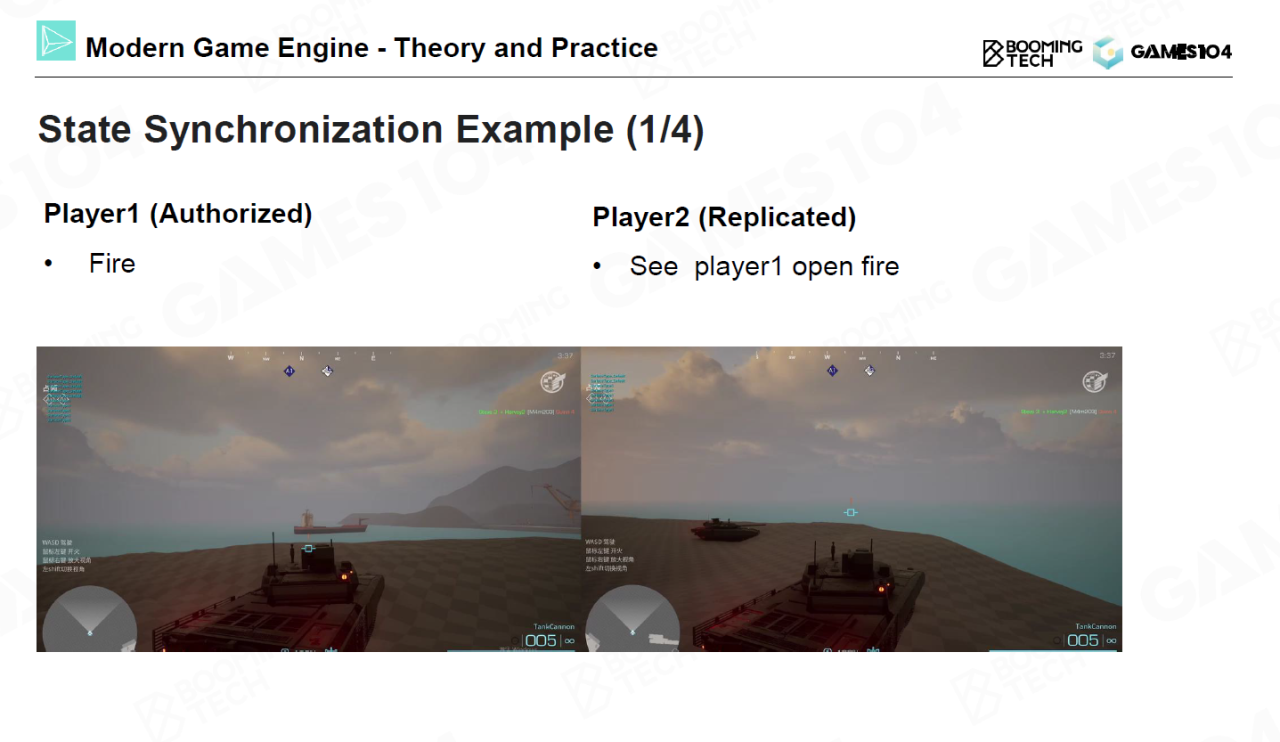 Modern Game Engine - Theory and Practice
BOOMING
TECH
GAMES104
State Synchronization Example (1/4)
Player1 (Authorized)
• Fire
Player2 (Replicated)
• See player1 open fire
W N E
A1
3:37
WASD 驾驶
鼠标左键 开火
鼠标右键 放大视角
左shift切换视角
TankCannon
005 ∞
W N
A1
3:37
WASD 驾驶
鼠标左键 开火
鼠标右键 放大视角
左shift切换视角
TankCannon
005 ∞